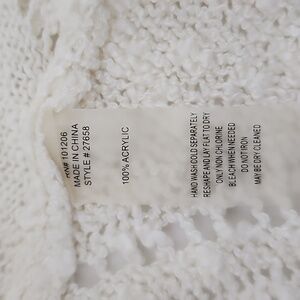 RN# 101206
MADE IN CHINA
STYLE # 27658
100% ACRYLIC
HAND WASH COLD SEPARATELY
RESHAPE AND LAY FLAT TO DRY
ONLY NON CHLORINE
BLEACH WHEN NEEDED
DO NOT IRON
MAY BE DRY CLEANED